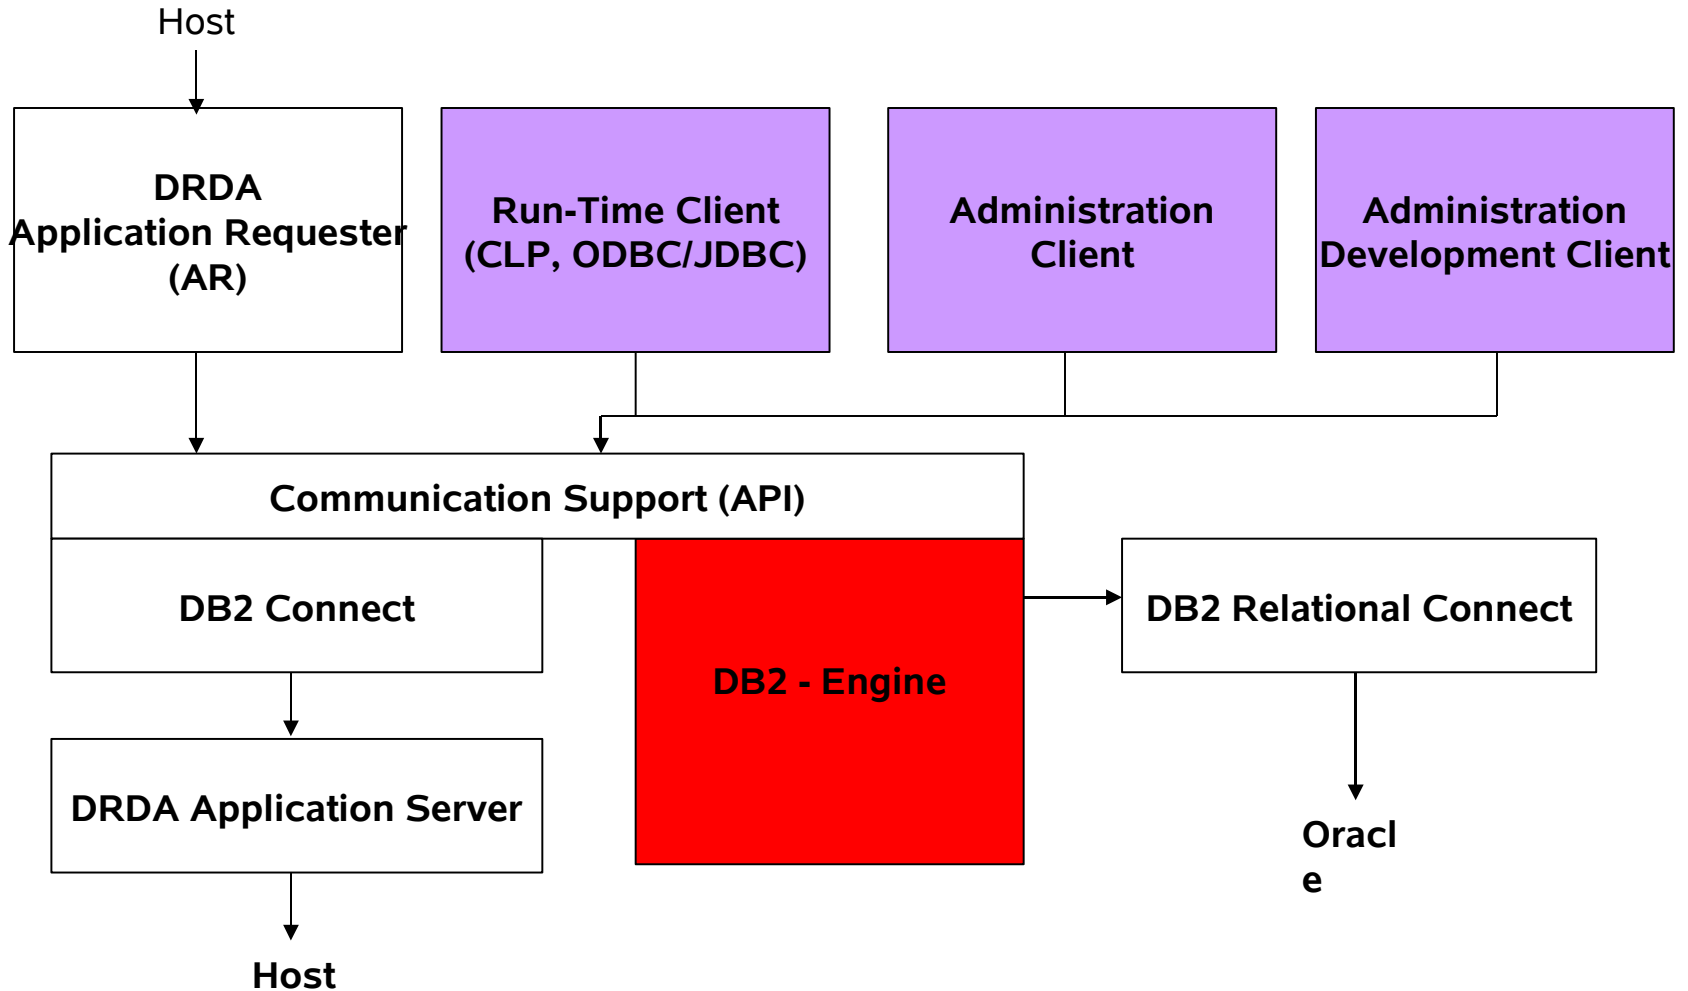 Host
DRDA
Application Requester
(AR)
Run-Time Client
(CLP, ODBC/JDBC)
Administration
Client
Administration
Development Client
Communication Support (API)
DB2 Connect
DB2 - Engine
DB2 Relational Connect
DRDA Application Server
Oracl
e
Host